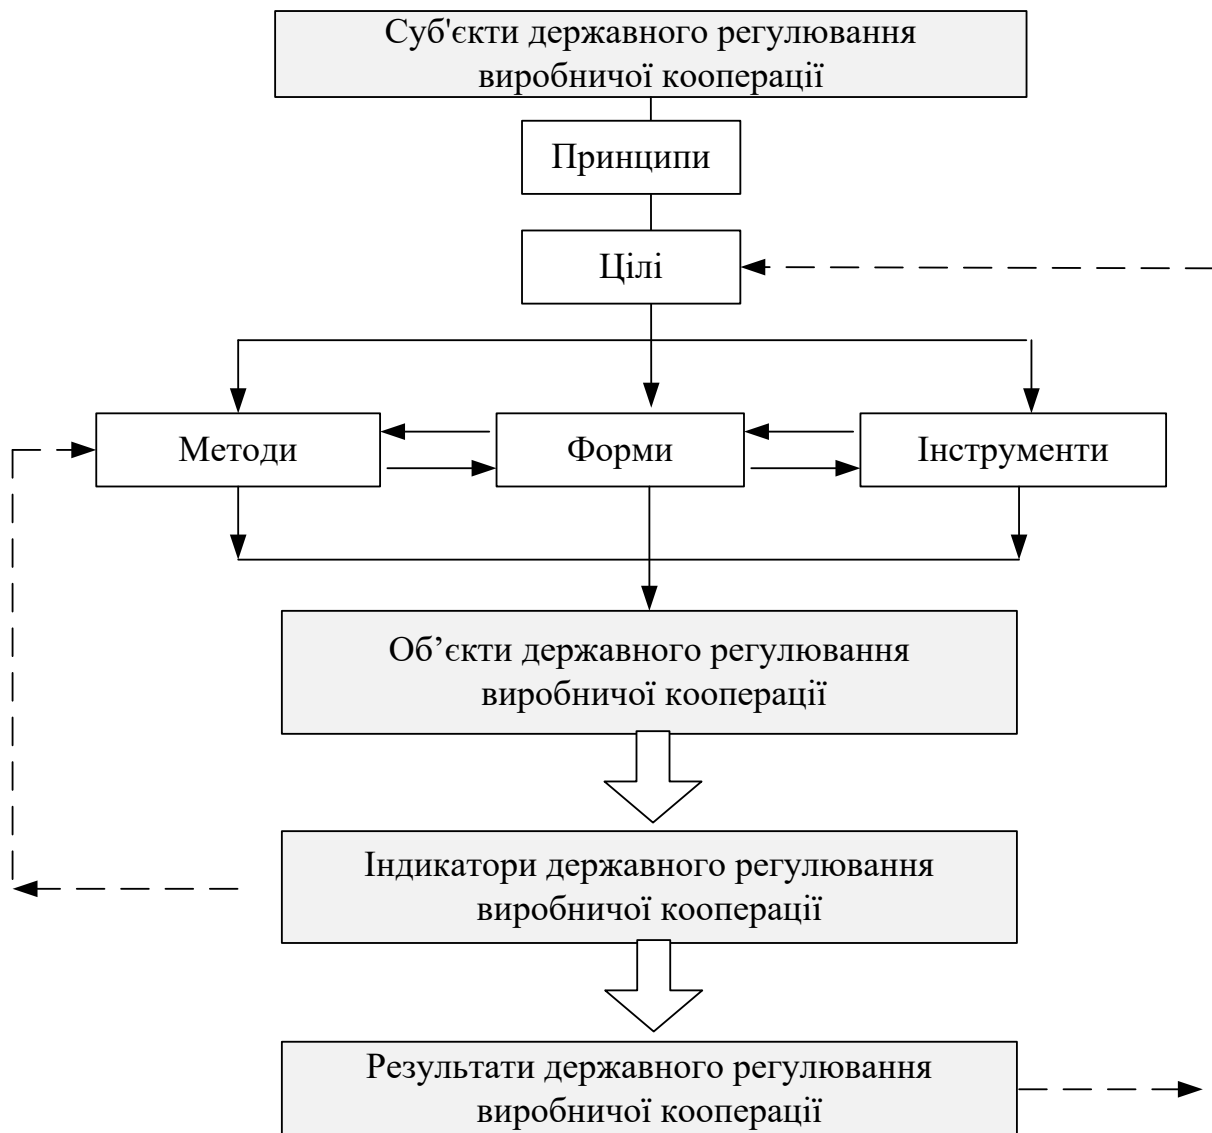 Суб'єкти державного регулювання
виробничої кооперації
Принципи
Цілі
Методи
Форми
Інструменти
Об’єкти державного регулювання
виробничої кооперації
Індикатори державного регулювання
виробничої кооперації
Результати державного регулювання
виробничої кооперації